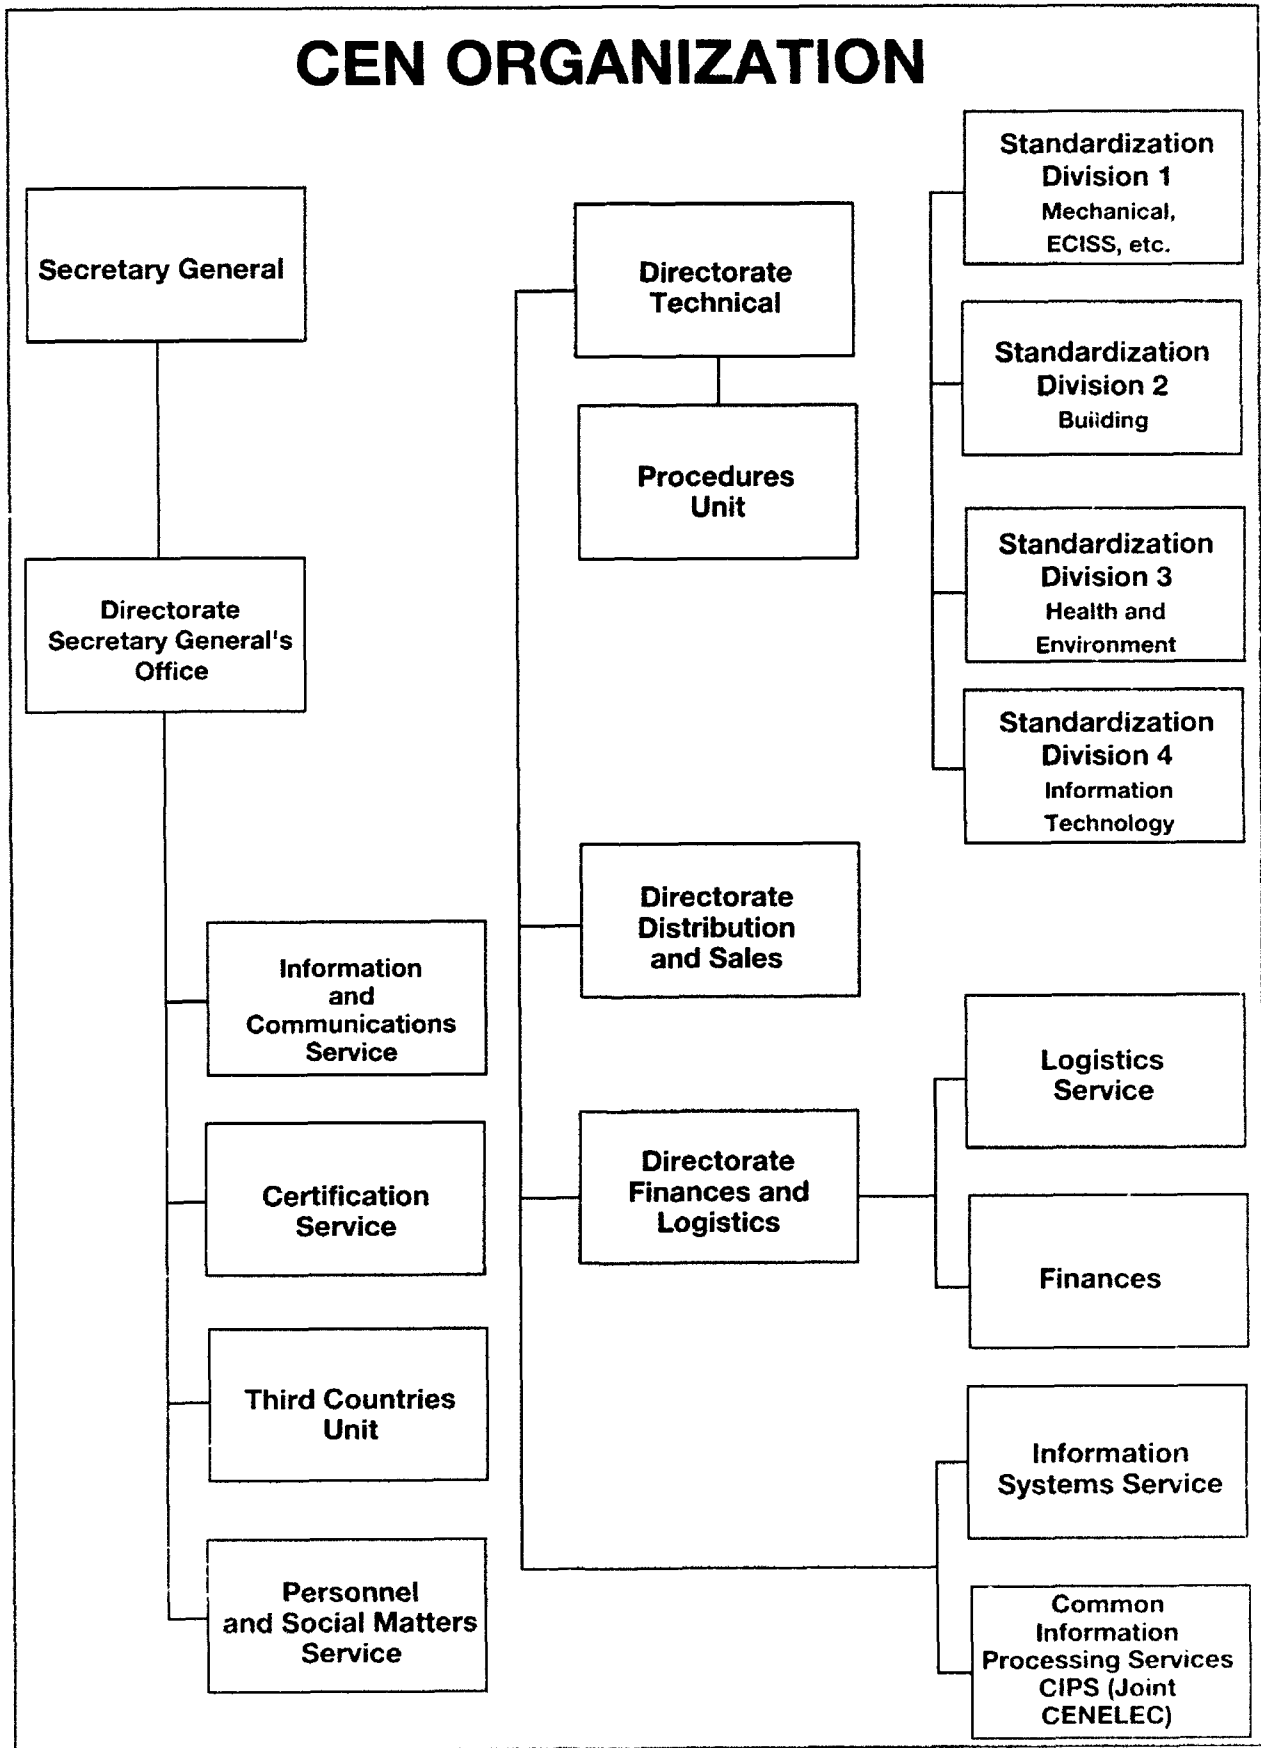 CEN ORGANIZATION
Secretary General
Directorate
Secretary General's
Office
Information
and
Communications
Service
Certification
Service
Third Countries
Unit
Personnel
and Social Matters
Service
Directorate
Technical
Procedures
Unit
Directorate
Distribution
and Sales
Directorate
Finances and
Logistics
Standardization
Division 1
Mechanical,
ECISS, etc.
Standardization
Division 2
Building
Standardization
Division 3
Health and
Environment
Standardization
Division 4
Information
Technology
Logistics
Service
Finances
Information
Systems Service
Common
Information
Processing Services
CIPS (Joint
CENELEC)